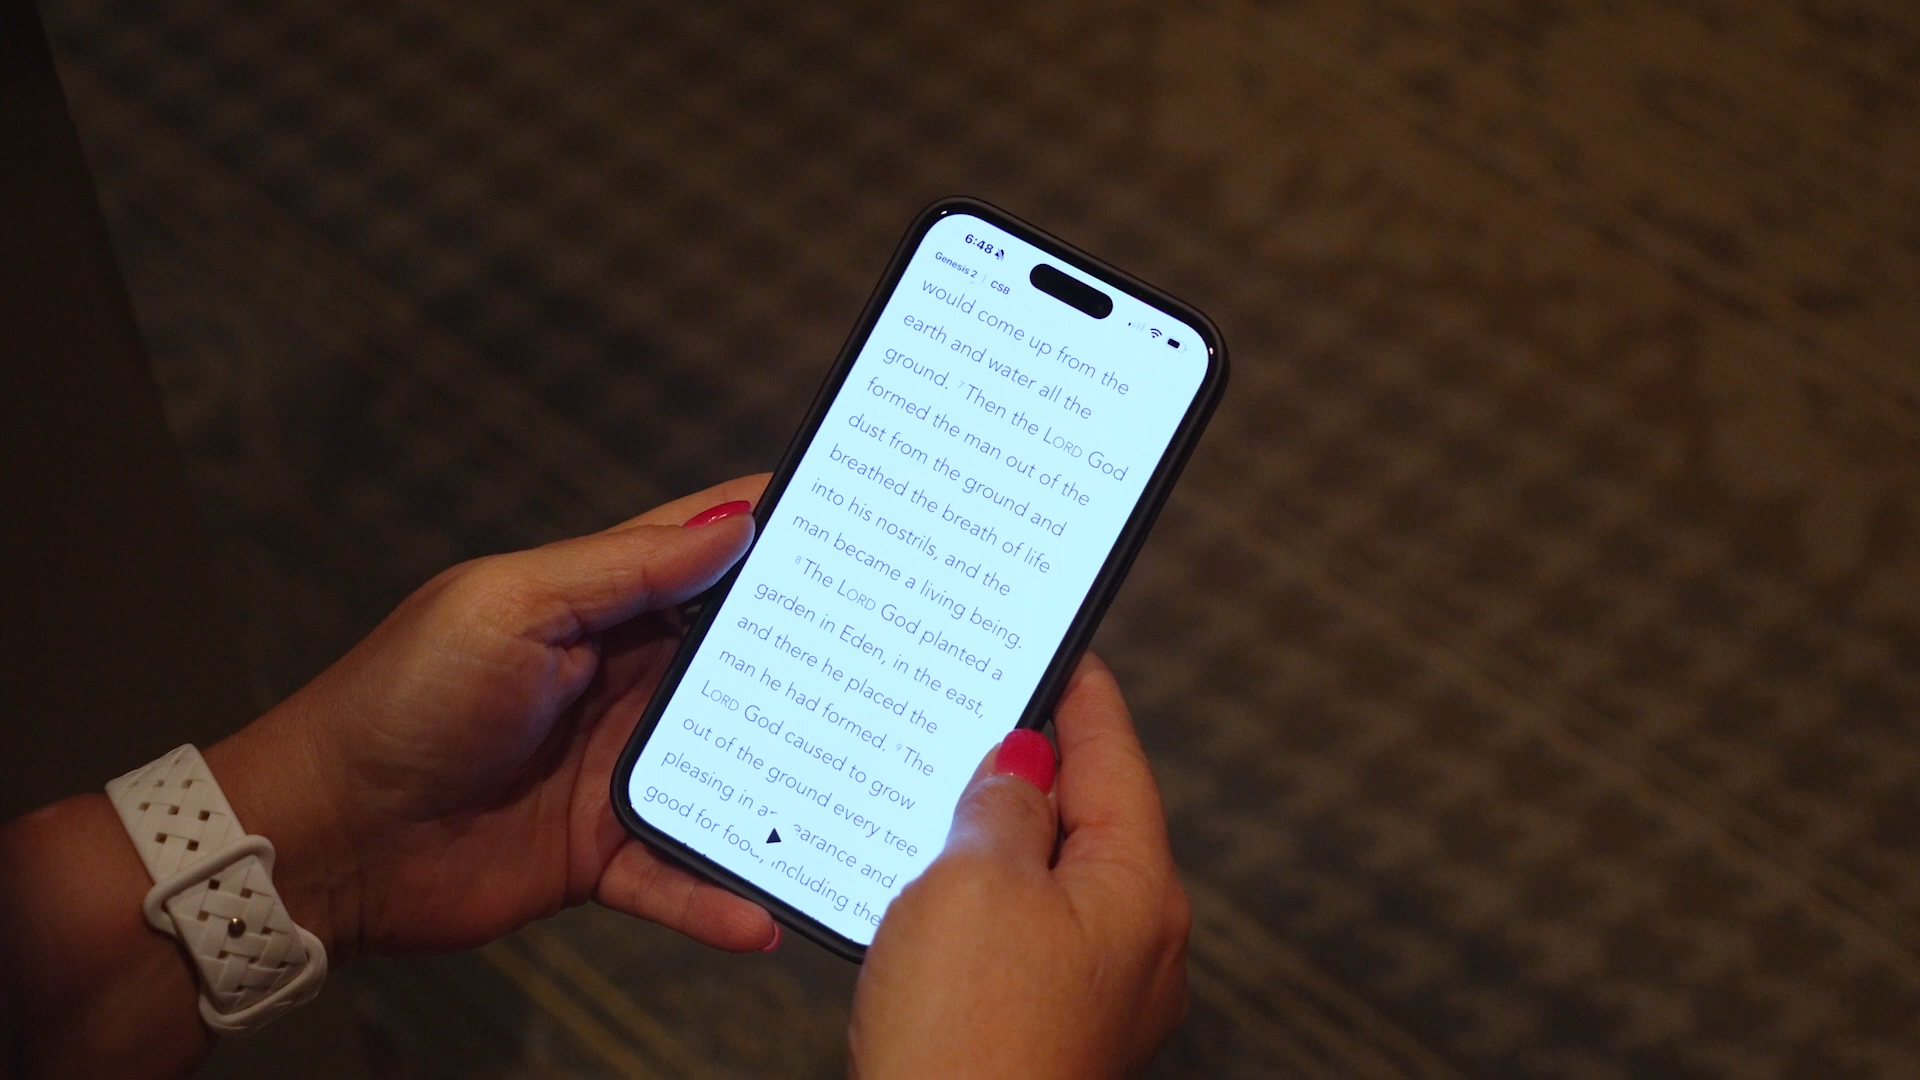 6:48
Genesis 2 | CSB
would come up from the
earth and water all the
ground. 7 Then the LORD God
formed the man out of the
dust from the ground and
breathed the breath of life
into his nostrils, and the
man became a living being.
8 The LORD God planted a
garden in Eden, in the east,
and there he placed the
man he had formed. 9 The
LORD God caused to grow
out of the ground every tree
pleasing in and
good for including the